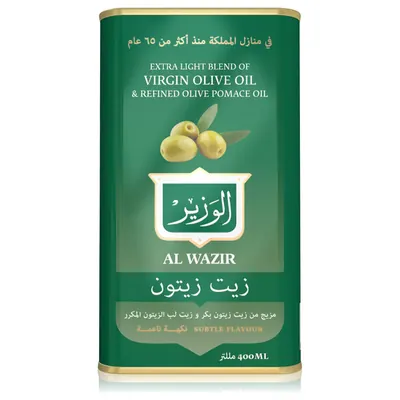 في منازل المملكة منذ أكثر من ٦٥ عام
EXTRA LIGHT BLEND OF
VIRGIN OLIVE OIL
& REFINED OLIVE POMACE OIL
الوزير
AL WAZIR
زيت زيتون
مزيج من زيت زيتون بكر و زيت لب الزيتون المكرر
نكهة ناعمة SUBTLE FLAVOUR
400ML مللتر